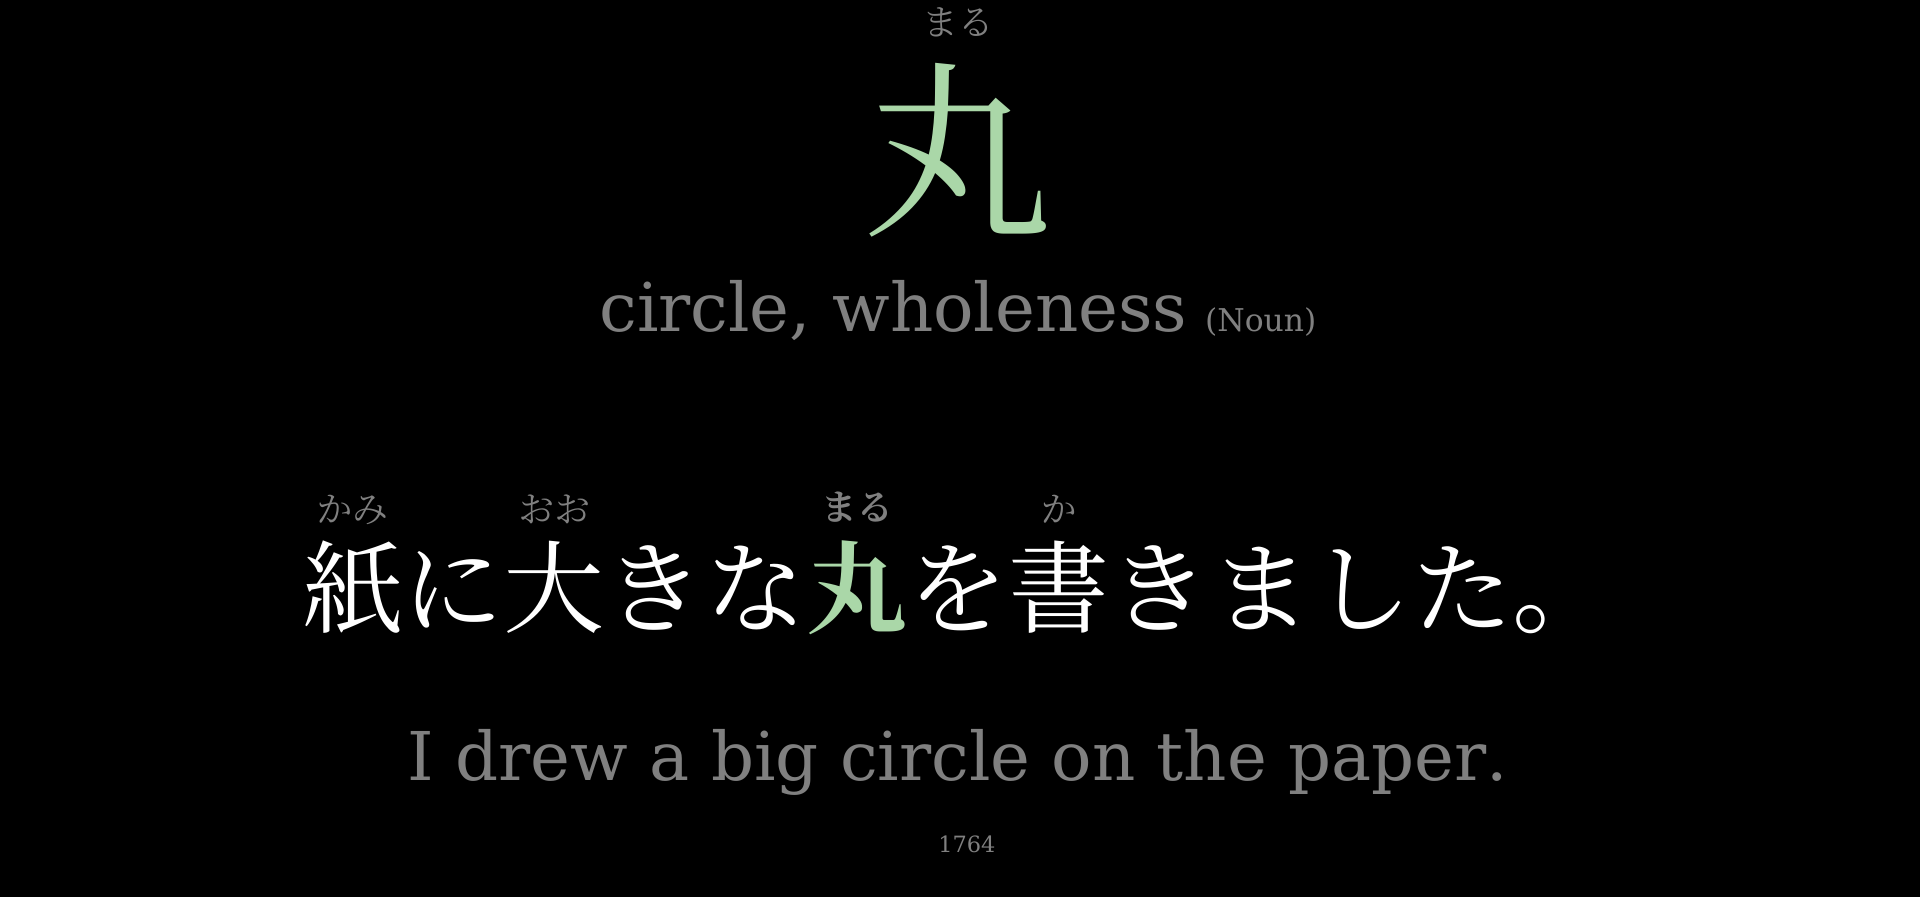 まる
丸
circle, wholeness (Noun)
かみ おお まる か
紙に大きな丸を書きました。
I drew a big circle on the paper.
1764